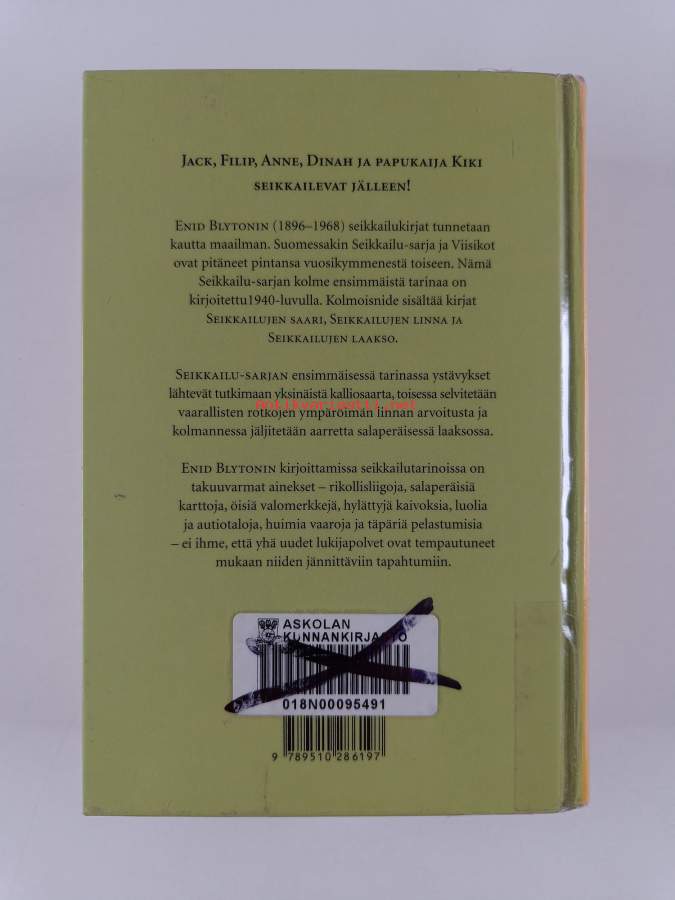 Jack, Filip, Anne, Dinah ja papukaija Kiki
seikkailevat jälleen!
Enid Blytonin (1896–1968) seikkailukirjat tunnetaan
kautta maailman. Suomessakin Seikkailu-sarja ja Viisikot
ovat pitäneet pintansa vuosikymmenestä toiseen. Nämä
Seikkailu-sarjan kolme ensimmäistä tarinaa on
kirjoitettu1940-luvulla. Kolmoisnide sisältää kirjat
Seikkailujen saari, Seikkailujen linna ja
Seikkailujen laakso.
Seikkailu-sarjan ensimmäisessä tarinassa ystävykset
lähtevät tutkimaan yksinäistä kalliosaarta, toisessa selvitetään
Antikvariaatti.net
vaarallisten rotkojen ympäröimän linnan arvoitusta ja
kolmannessa jäljitetään aarretta salaperäisessä laaksossa.
Enid Blytonin kirjoittamissa seikkailutarinoissa on
takuuvarmat ainekset – rikollisliigoja, salaperäisiä
karttoja, öisiä valomerkkejä, hylättyjä kaivoksia, luolia
ja autiotaloja, huimia vaaroja ja täpäriä pelastumisia
– ei ihme, että yhä uudet lukijapolvet ovat tempautuneet
mukaan niiden jännittäviin tapahtumiin.
ASKOLAN
KUNNANKIRJASTO
018N00095491
9 789510 286197